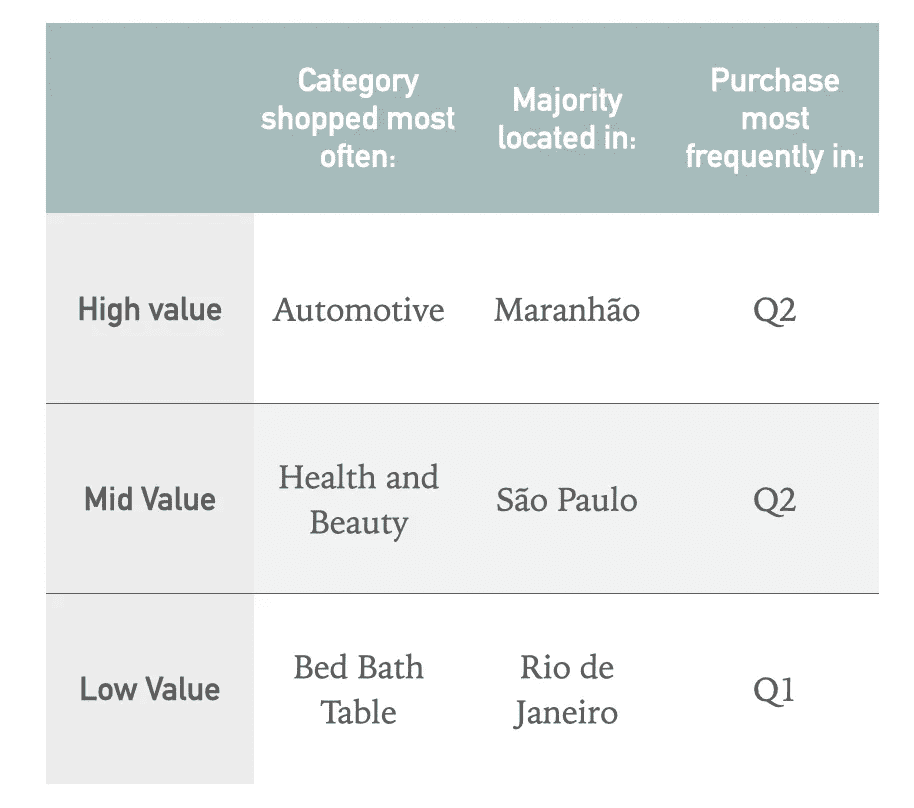 Category
shopped most
often:
Majority
located in:
Purchase
most
frequently in:
High value
Automotive
Maranhão
Q2
Mid Value
Health and
Beauty
São Paulo
Q2
Low Value
Bed Bath
Table
Rio de
Janeiro
Q1